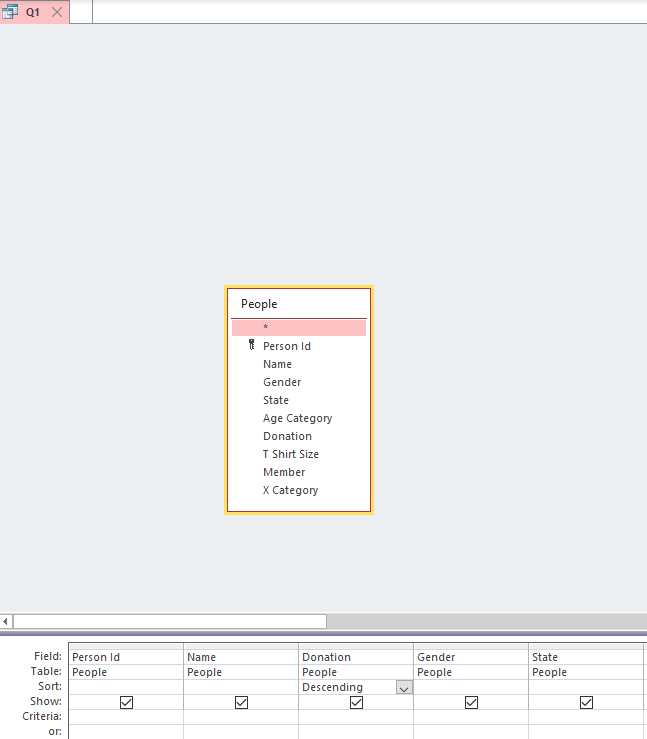 Q1
People
*
Person Id
Name
Gender
State
Age Category
Donation
T Shirt Size
Member
X Category
Field: Person Id Name Donation Gender State
Table: People People People People People
Sort: Descending
Show:
Criteria:
or: